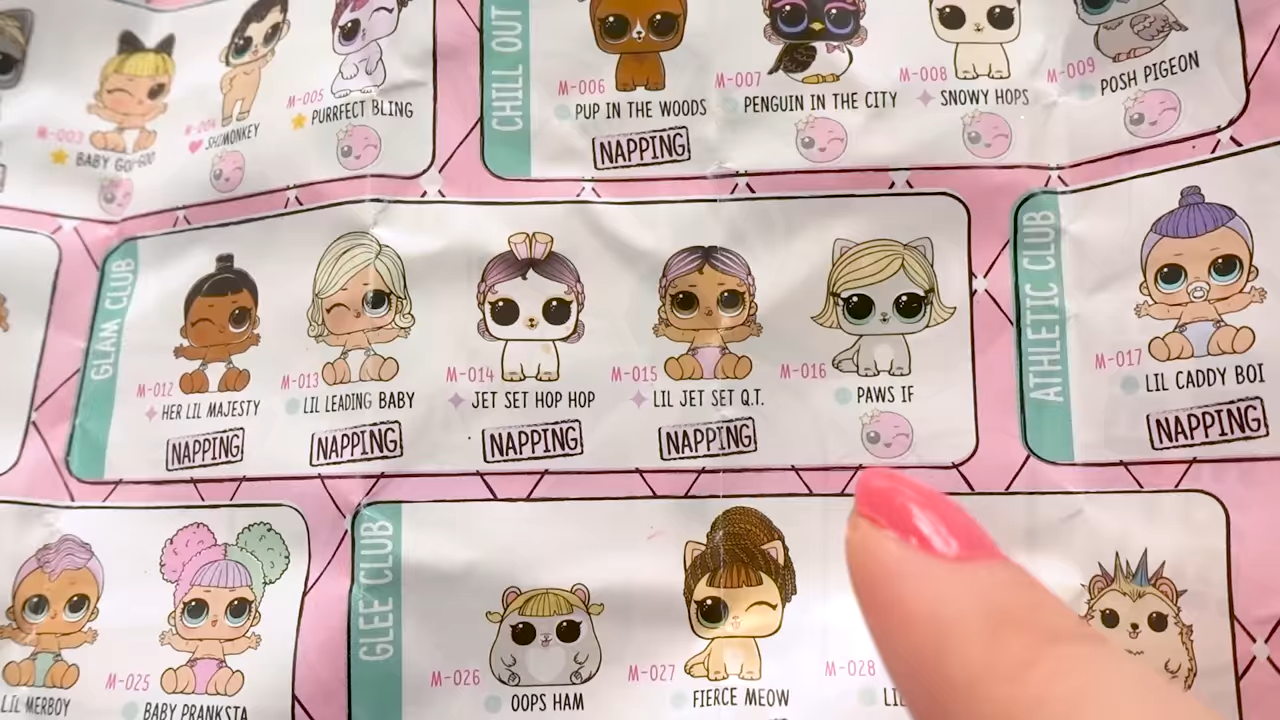 M-003
BABY GOO-GOO
M-004
SHIMONKEY
M-005
PURRFECT BLING
CHILL OUT
M-006
PUP IN THE WOODS
NAPPING
M-007
PENGUIN IN THE CITY
M-008
SNOWY HOPS
M-009
POSH PIGEON
GLAM CLUB
M-012
HER LIL MAJESTY
NAPPING
M-013
LIL LEADING BABY
NAPPING
M-014
JET SET HOP HOP
NAPPING
M-015
LIL JET SET Q.T.
NAPPING
M-016
PAWS IF
ATHLETIC CLUB
M-017
LIL CADDY BOI
NAPPING
LIL MERBOY
M-025
BABY PRANKSTA
GLEE CLUB
M-026
OOPS HAM
M-027
FIERCE MEOW
M-028
LIL